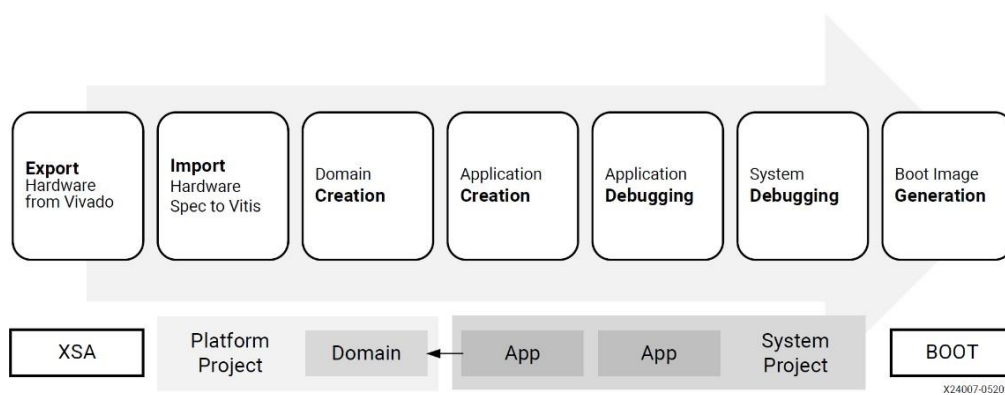 Export
Hardware
from Vivado
Import
Hardware
Spec to Vitis
Domain
Creation
Application
Creation
Application
Debugging
System
Debugging
Boot Image
Generation
XSA
Platform
Project
Domain
App
App
System
Project
BOOT
X24007-0520